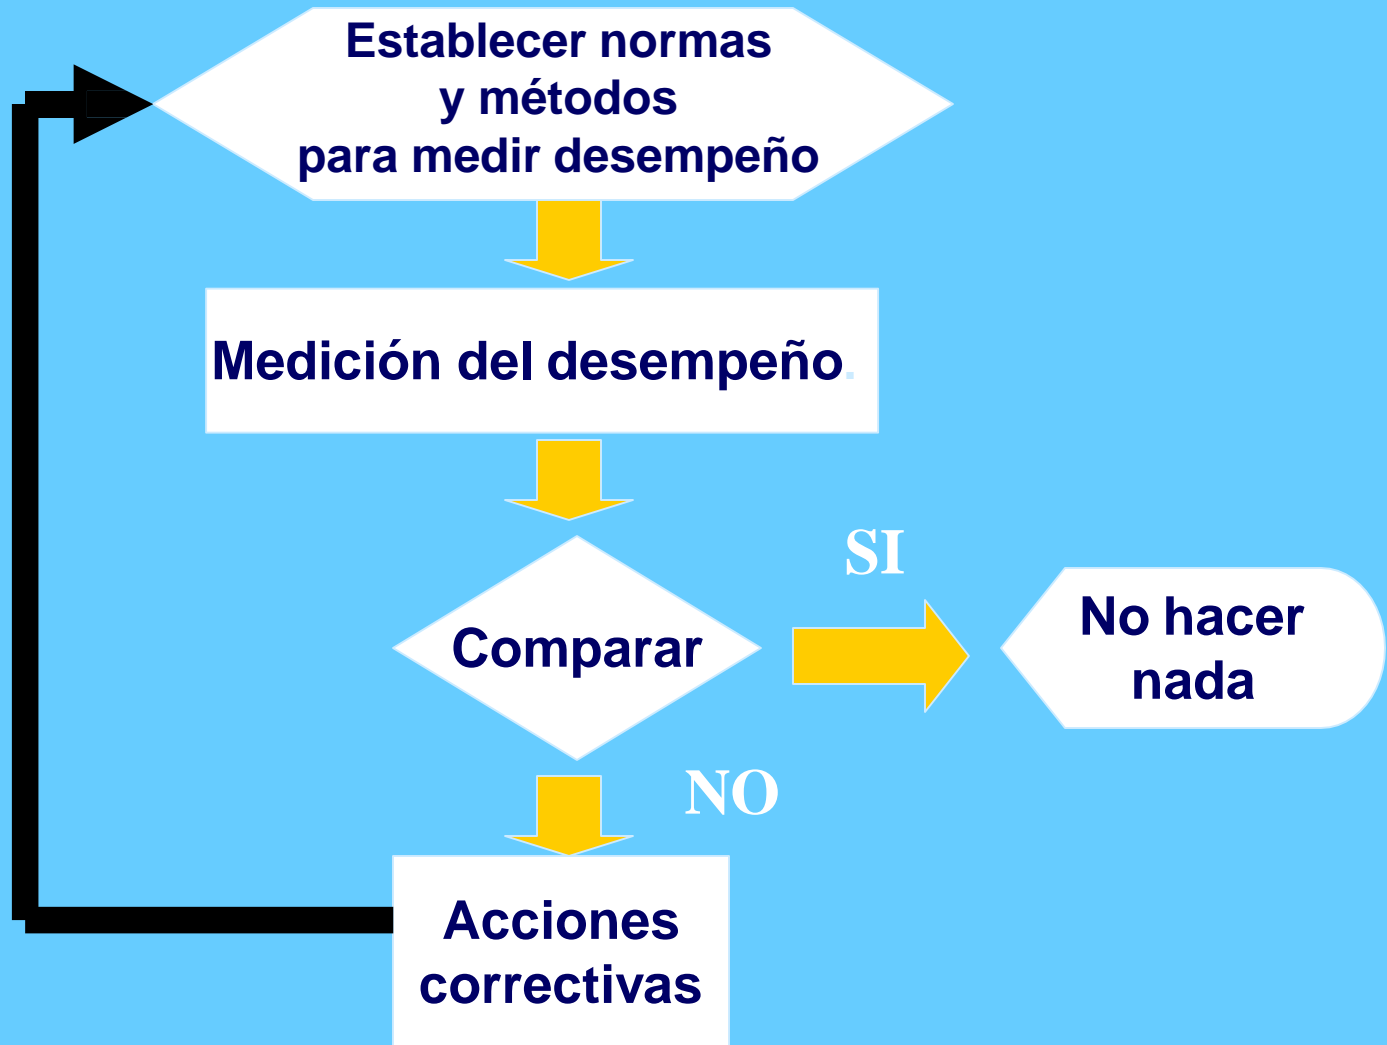 Establecer normas
y métodos
para medir desempeño
Medición del desempeño.
SI
Comparar
No hacer
nada
NO
Acciones
correctivas